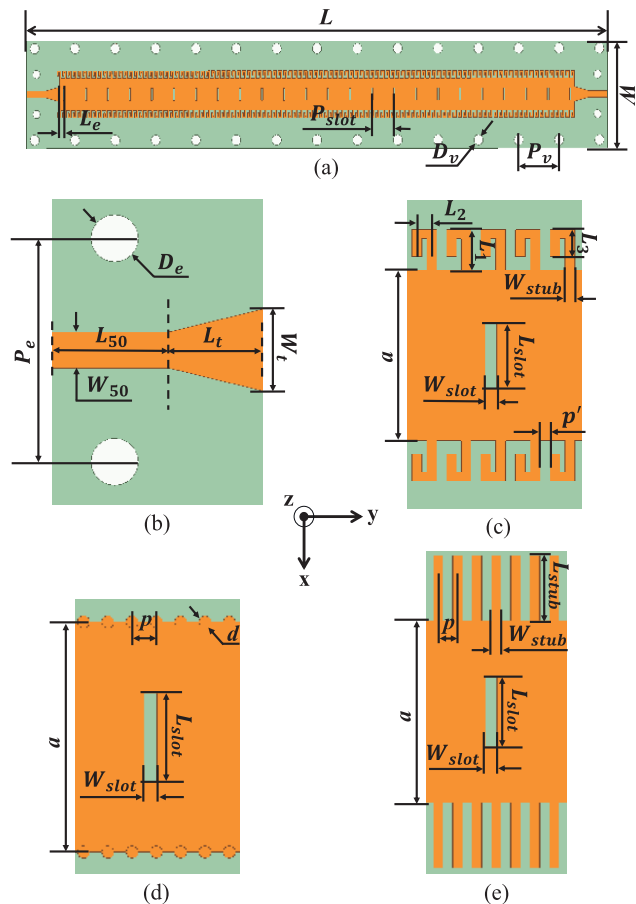 L
W
L_e
P_slot
D_v
P_v
(a)
D_e
P_e
L_50
L_t
W_t
W_50
(b)
L_2
L_1
L_3
W_stub
a
L_slot
W_slot
p'
(c)
z
y
x
p
d
a
L_slot
W_slot
(d)
L_stub
p
W_stub
a
L_slot
W_slot
(e)